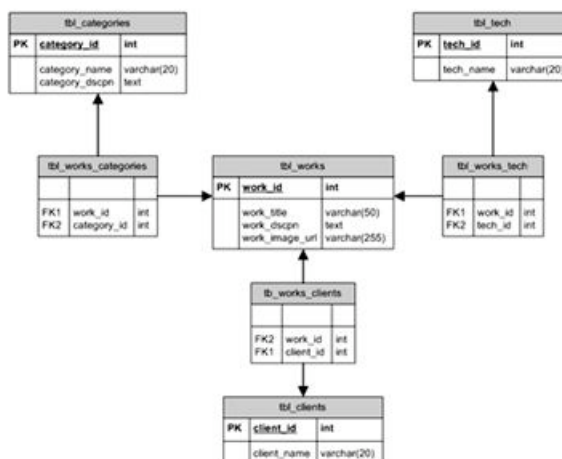 tbl_categories
PK category_id int
category_name varchar(20)
category_dscpn text
tbl_tech
PK tech_id int
tech_name varchar(20)
tbl_works_categories
FK1 work_id int
FK2 category_id int
tbl_works
PK work_id int
work_title varchar(50)
work_dscpn text
work_image_url varchar(255)
tbl_works_tech
FK1 work_id int
FK2 tech_id int
tb_works_clients
FK2 work_id int
FK1 client_id int
tbl_clients
PK client_id int
client_name varchar(20)